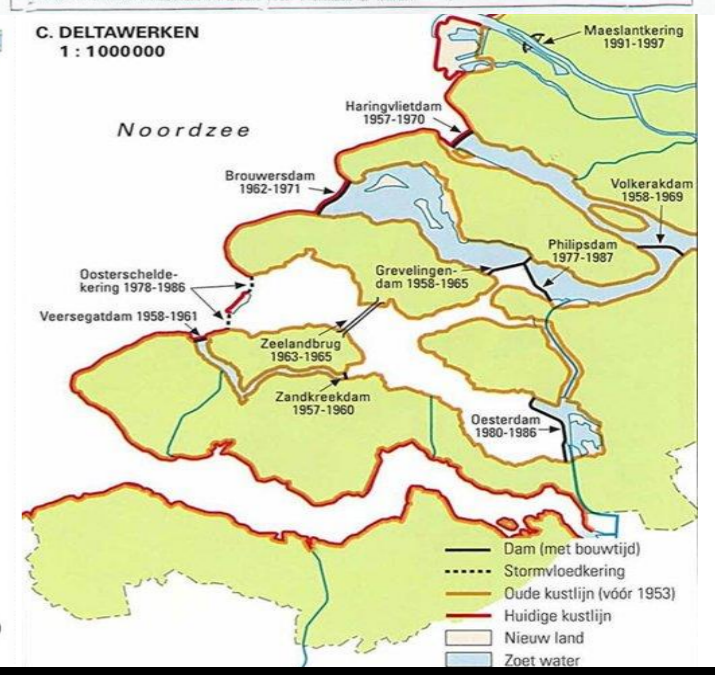 C. DELTAWERKEN
1 : 1000000
Maeslantkering
1991-1997
Noordzee
Haringvlietdam
1957-1970
Brouwersdam
1962-1971
Volkerakdam
1958-1969
Philipsdam
1977-1987
Oosterschelde-
kering 1978-1986
Grevelingen-
dam 1958-1965
Veersegatdam 1958-1961
Zeelandbrug
1963-1965
Zandkreekdam
1957-1960
Oesterdam
1980-1986
Dam (met bouwtijd)
Stormvloedkering
Oude kustlijn (vóór 1953)
Huidige kustlijn
Nieuw land
Zoet water